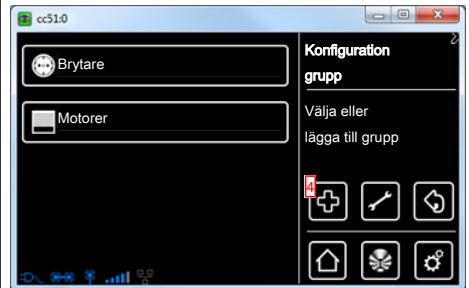 cc51:0
Brytare
Motorer
Konfiguration
grupp
Välja eller
lägga till grupp
4